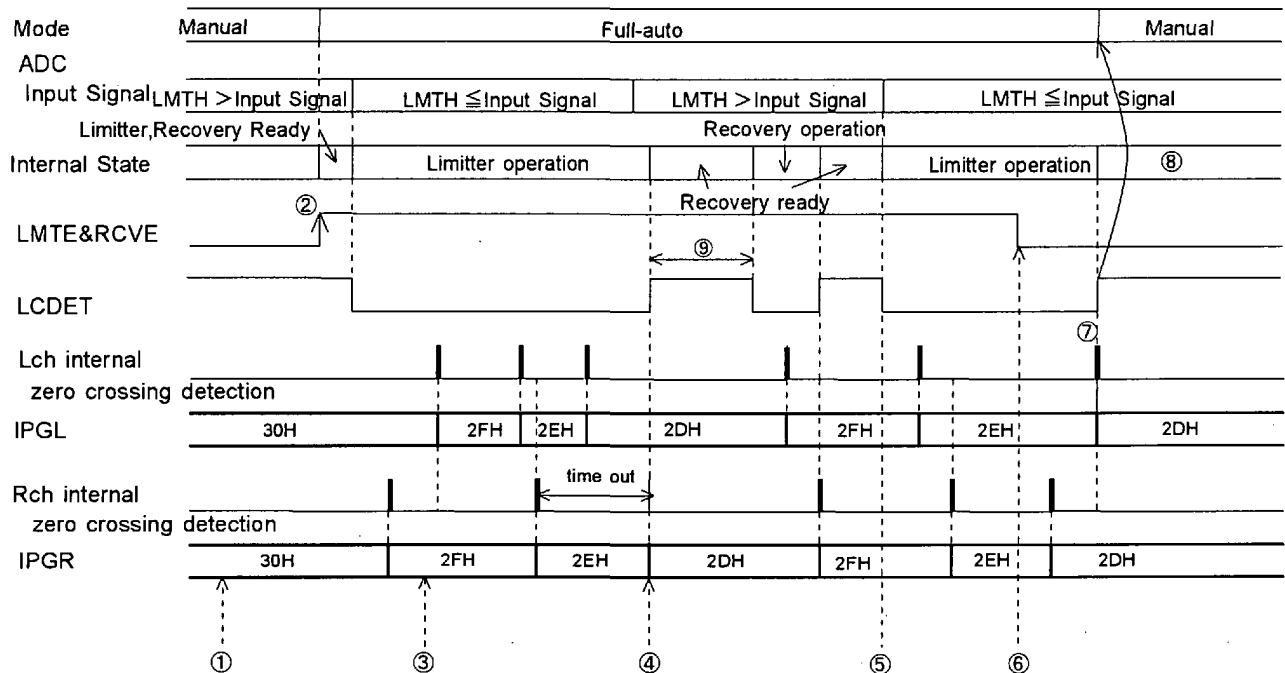 Mode Manual Full-auto Manual
ADC
Input Signal LMTH > Input Signal LMTH ≦ Input Signal LMTH > Input Signal LMTH ≦ Input Signal
Limitter,Recovery Ready Recovery operation
Internal State Limitter operation Limitter operation ⑧
Recovery ready
②
LMTE&RCVE
⑨
LCDET
⑦
Lch internal
zero crossing detection
IPGL 30H 2FH 2EH 2DH 2FH 2EH 2DH
time out
Rch internal
zero crossing detection
IPGR 30H 2FH 2EH 2DH 2FH 2EH 2DH
① ③ ④ ⑤ ⑥